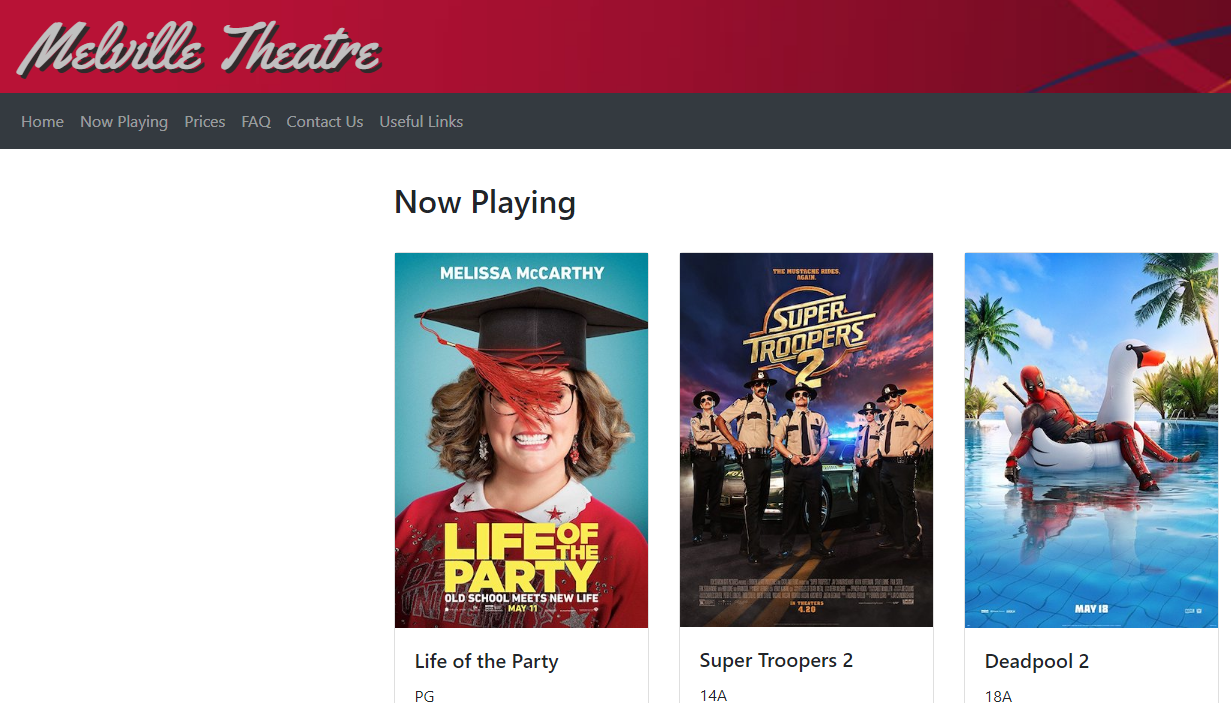 Melville Theatre
Home Now Playing Prices FAQ Contact Us Useful Links
Now Playing
MELISSA McCARTHY
LIFE OF THE
PARTY
OLD SCHOOL MEETS NEW LIFE
MAY 11
THE MUSTACHE RIDES.
AGAIN.
SUPER
TROOPERS
2
IN THEATERS
4.20
MAY 18
Life of the Party
PG
Super Troopers 2
14A
Deadpool 2
18A